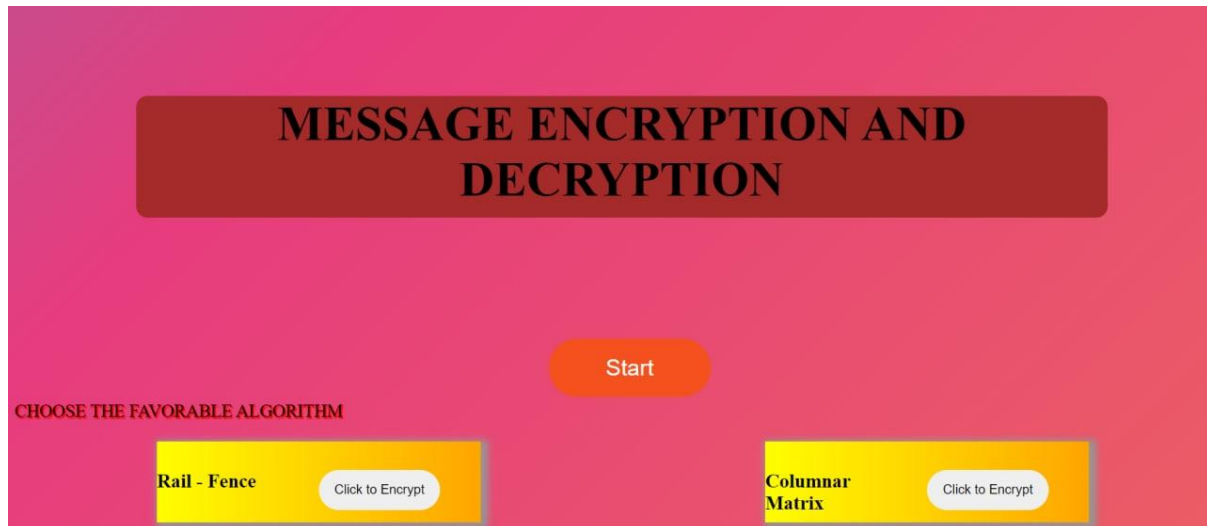 MESSAGE ENCRYPTION AND
DECRYPTION
Start
CHOOSE THE FAVORABLE ALGORITHM
Rail - Fence
Click to Encrypt
Columnar
Matrix
Click to Encrypt